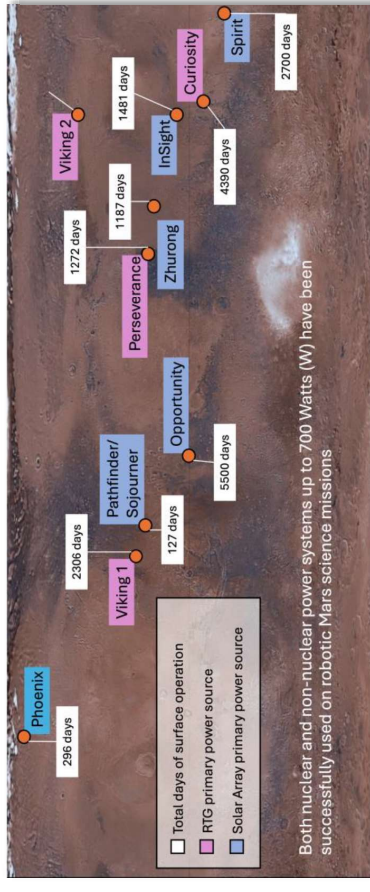 Phoenix
296 days
Viking 1
2306 days
Pathfinder/
Sojourner
127 days
Opportunity
5500 days
Perseverance
1272 days
Zhurong
1187 days
Viking 2
InSight
1481 days
Curiosity
4390 days
Spirit
2700 days
Total days of surface operation
RTG primary power source
Solar Array primary power source
Both nuclear and non-nuclear power systems up to 700 Watts (W) have been
successfully used on robotic Mars science missions